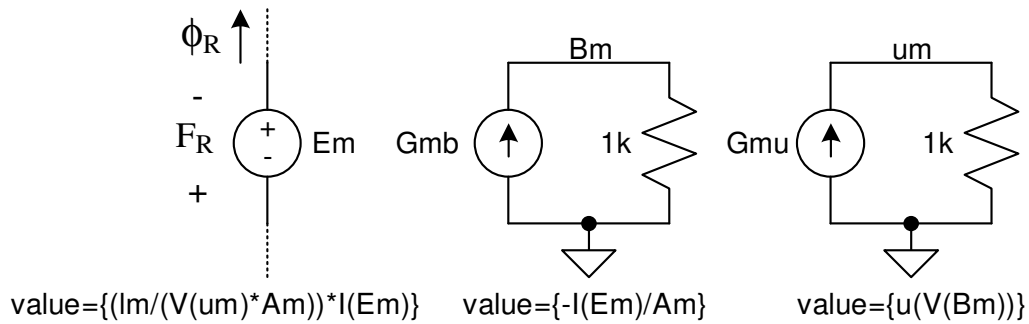 ϕR
-
FR
+
+
-
Em
Bm
Gmb
1k
um
Gmu
1k
value={(lm/(V(um)*Am))*I(Em)}
value={-I(Em)/Am}
value={u(V(Bm))}